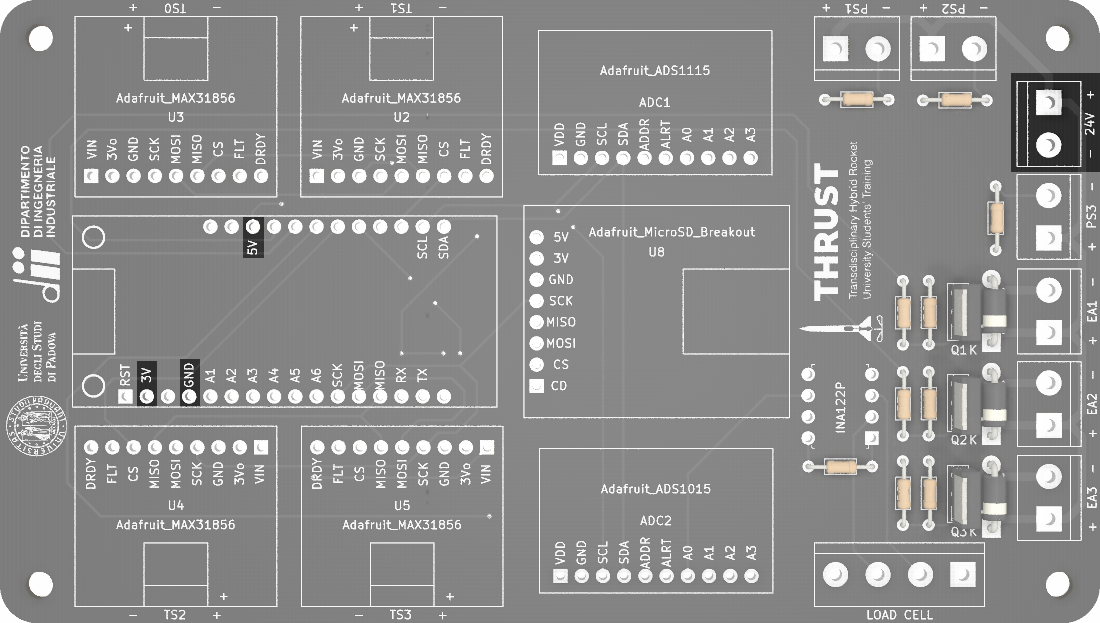 + TS0 -
+ TS1 -
+ PS1 -
+ PS2 -
+
Adafruit_MAX31856
U3
VIN
3Vo
GND
SCK
MOSI
MISO
CS
FLT
DRDY
+
Adafruit_MAX31856
U2
VIN
3Vo
GND
SCK
MOSI
MISO
CS
FLT
DRDY
Adafruit_ADS1115
ADC1
VDD
GND
SCL
SDA
ADDR
ALRT
A0
A1
A2
A3
24V
+
-
PS3
-
+
DIPARTIMENTO
DI INGEGNERIA
INDUSTRIALE
dii
UNIVERSITÀ
DEGLI STUDI
DI PADOVA
5V
SCL
SDA
RST
3V
GND
A1
A2
A3
A4
A5
A6
SCK
MOSI
MISO
RX
TX
Adafruit_MicroSD_Breakout
U8
5V
3V
GND
SCK
MISO
MOSI
CS
CD
THRUST
Transdisciplinary Hybrid Rocket
University Students' Training
INA122P
Q1K
Q2K
Q3K
- EA1 +
- EA2 +
- EA3 +
DRDY
FLT
CS
MISO
MOSI
SCK
GND
3Vo
VIN
U4
Adafruit_MAX31856
+
- TS2 +
DRDY
FLT
CS
MISO
MOSI
SCK
GND
3Vo
VIN
U5
Adafruit_MAX31856
+
- TS3 +
Adafruit_ADS1015
ADC2
VDD
GND
SCL
SDA
ADDR
ALRT
A0
A1
A2
A3
LOAD CELL